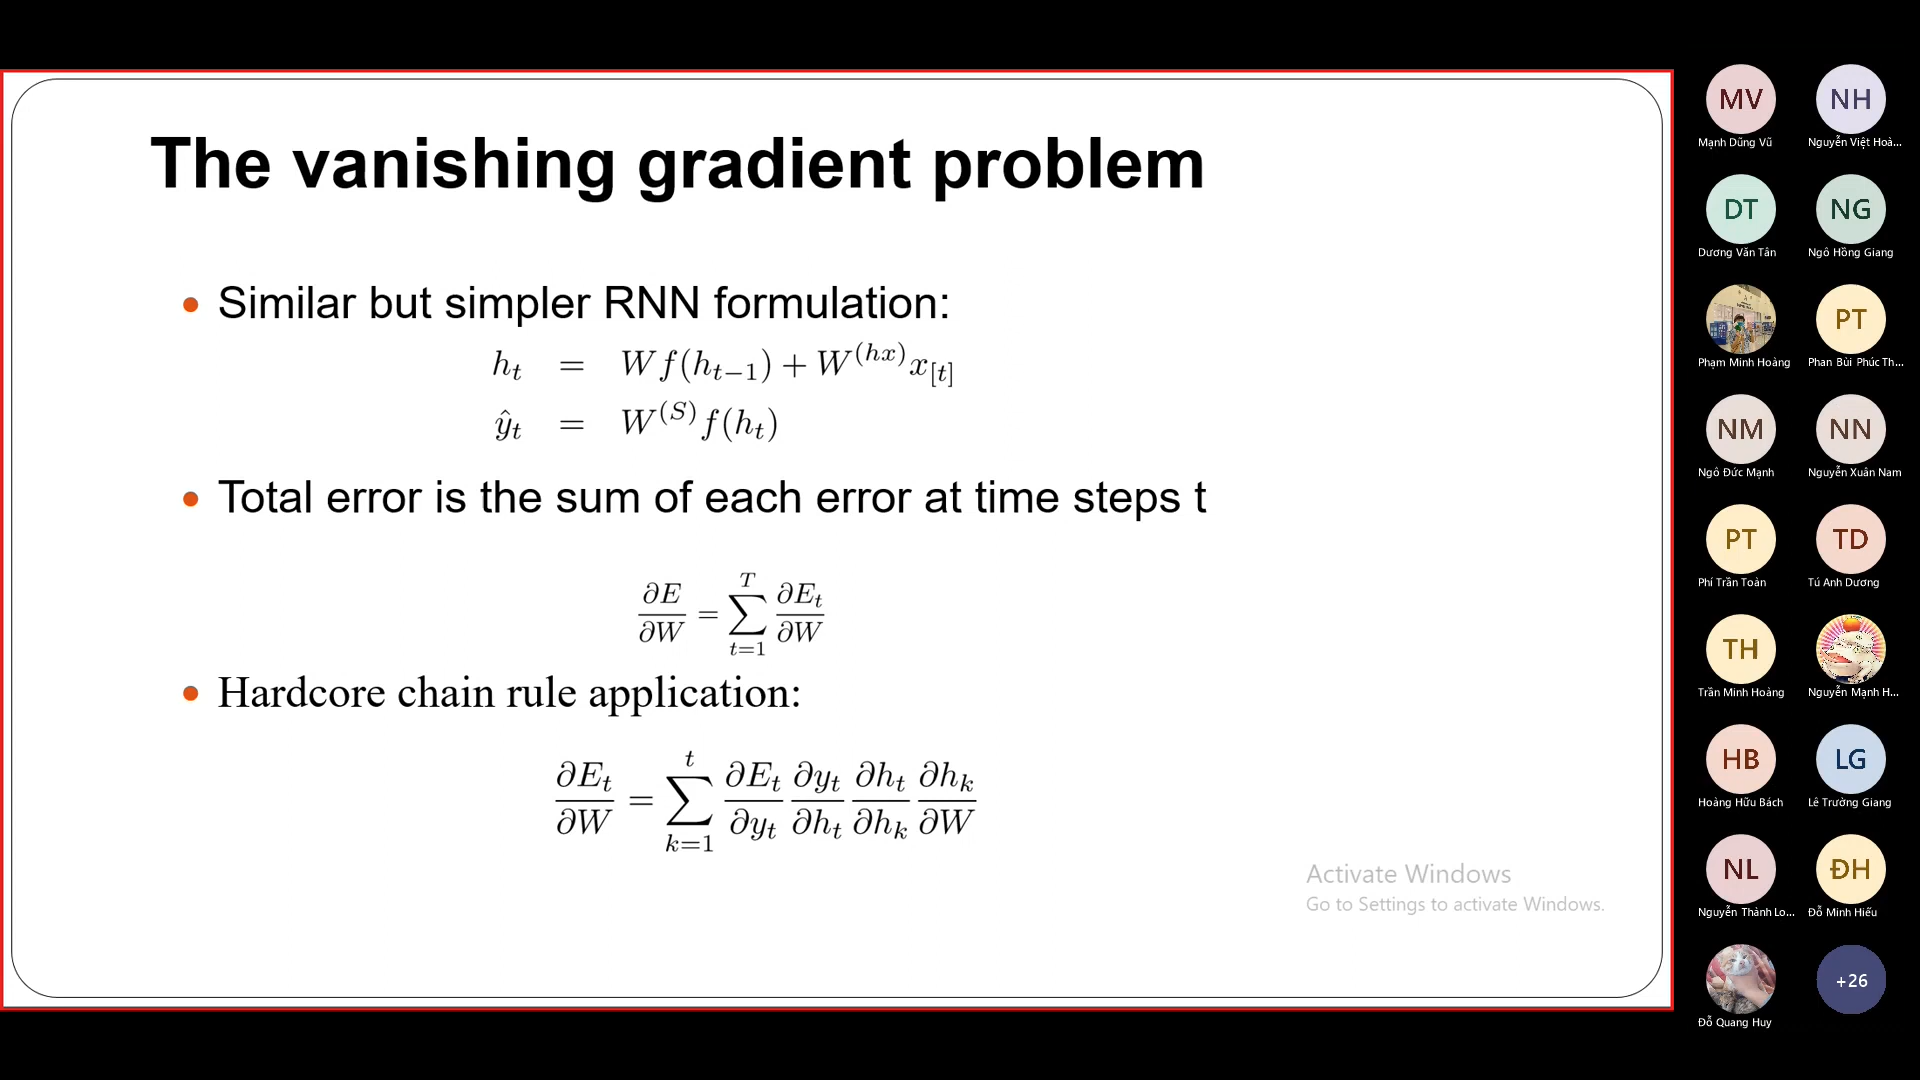 The vanishing gradient problem
• Similar but simpler RNN formulation:
h_t = W f(h_{t−1}) + W^{(hx)} x_{[t]}
ŷ_t = W^{(S)} f(h_t)
• Total error is the sum of each error at time steps t
∂E/∂W = ∑_{t=1}^{T} ∂E_t/∂W
• Hardcore chain rule application:
∂E_t/∂W = ∑_{k=1}^{t} ∂E_t/∂y_t ∂y_t/∂h_t ∂h_t/∂h_k ∂h_k/∂W
Activate Windows
Go to Settings to activate Windows.
MV NH
Mạnh Dũng Vũ Nguyễn Việt Hoà...
DT NG
Dương Văn Tân Ngô Hồng Giang
PT
Phạm Minh Hoàng Phan Bùi Phúc Th...
NM NN
Ngô Đức Mạnh Nguyễn Xuân Nam
PT TD
Phí Trần Toàn Tú Anh Dương
TH
Trần Minh Hoàng Nguyễn Mạnh H...
HB LG
Hoàng Hữu Bách Lê Trường Giang
NL ĐH
Nguyễn Thành Lo... Đỗ Minh Hiếu
+26
Đỗ Quang Huy